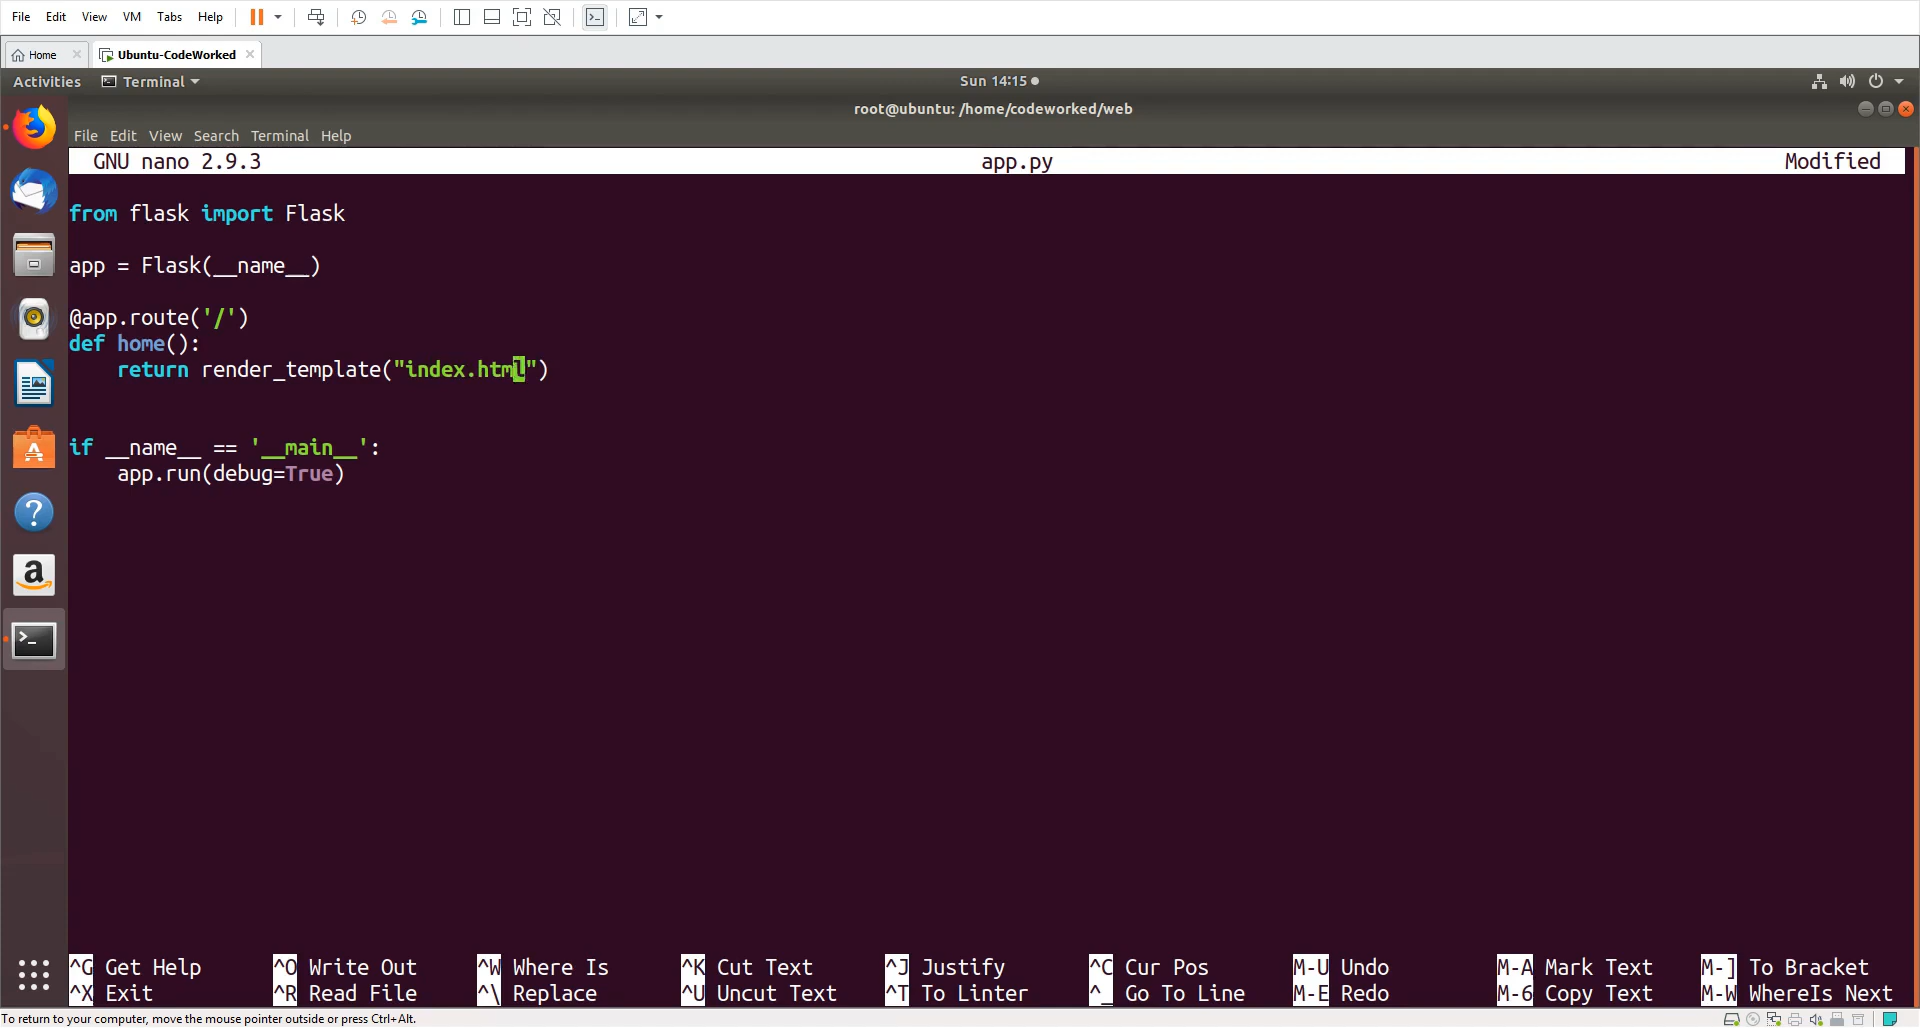 File Edit View VM Tabs Help
Home Ubuntu-CodeWorked
Activities Terminal Sun 14:15
root@ubuntu: /home/codeworked/web
File Edit View Search Terminal Help
GNU nano 2.9.3 app.py Modified
from flask import Flask
app = Flask(__name__)
@app.route('/')
def home():
    return render_template("index.html")
if __name__ == '__main__':
    app.run(debug=True)
^G Get Help ^O Write Out ^W Where Is ^K Cut Text ^J Justify ^C Cur Pos M-U Undo M-A Mark Text M-] To Bracket
^X Exit ^R Read File ^\ Replace ^U Uncut Text ^T To Linter ^_ Go To Line M-E Redo M-6 Copy Text M-W WhereIs Next
To return to your computer, move the mouse pointer outside or press Ctrl+Alt.